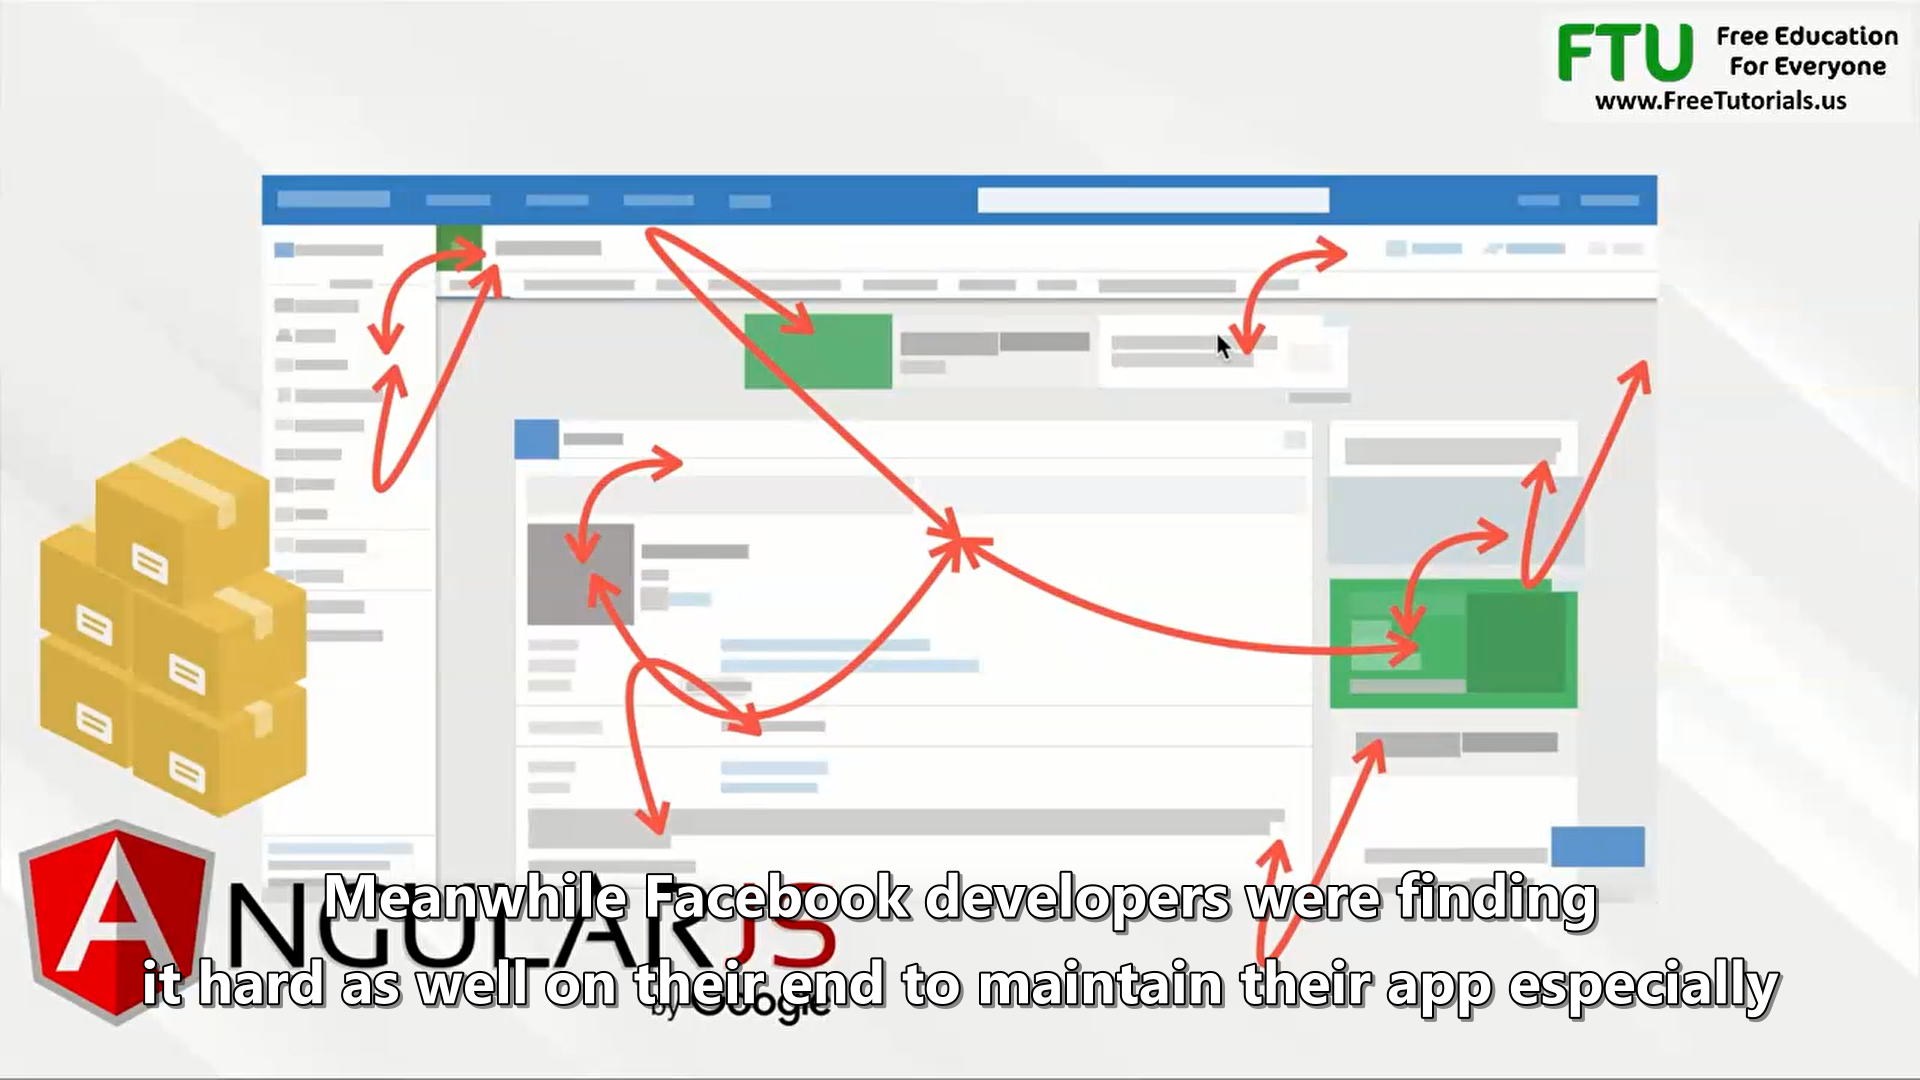 FTU
Free Education
For Everyone
www.FreeTutorials.us
Meanwhile Facebook developers were finding
it hard as well on their end to maintain their app especially
ANGULARJS
by Google